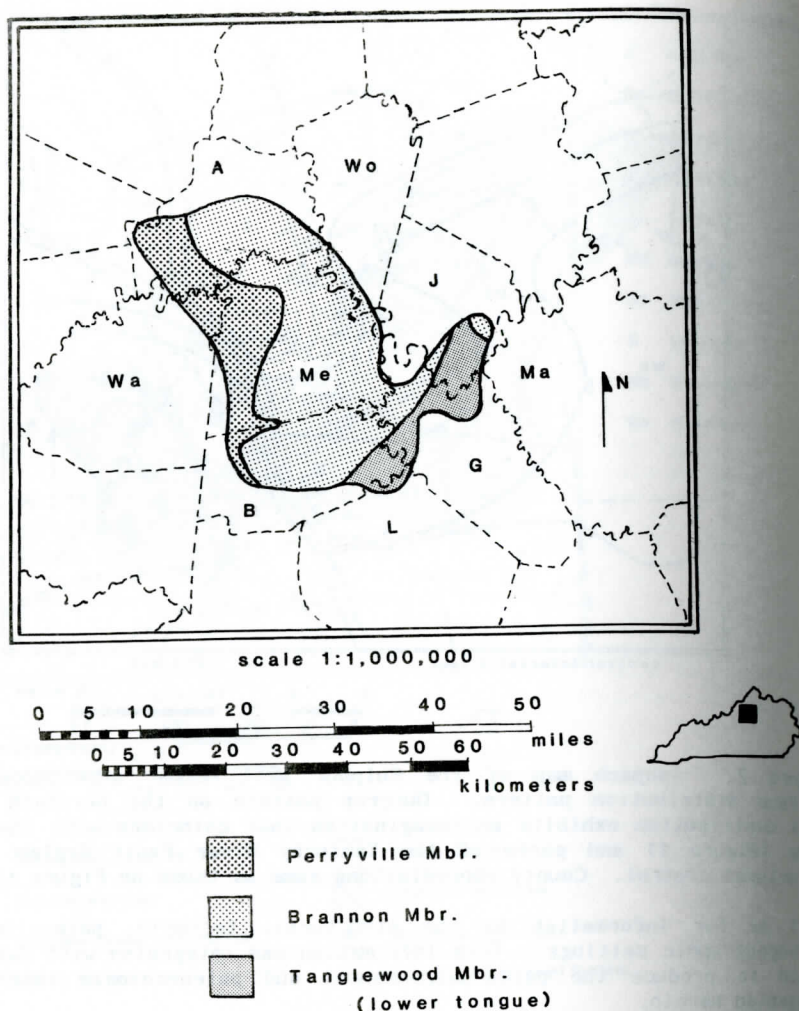 A
Wo
J
Wa
Me
Ma
N
G
B
L
scale 1:1,000,000
0 5 10 20 30 40 50
miles
0 5 10 20 30 40 50 60
kilometers
Perryville Mbr.
Brannon Mbr.
Tanglewood Mbr.
(lower tongue)